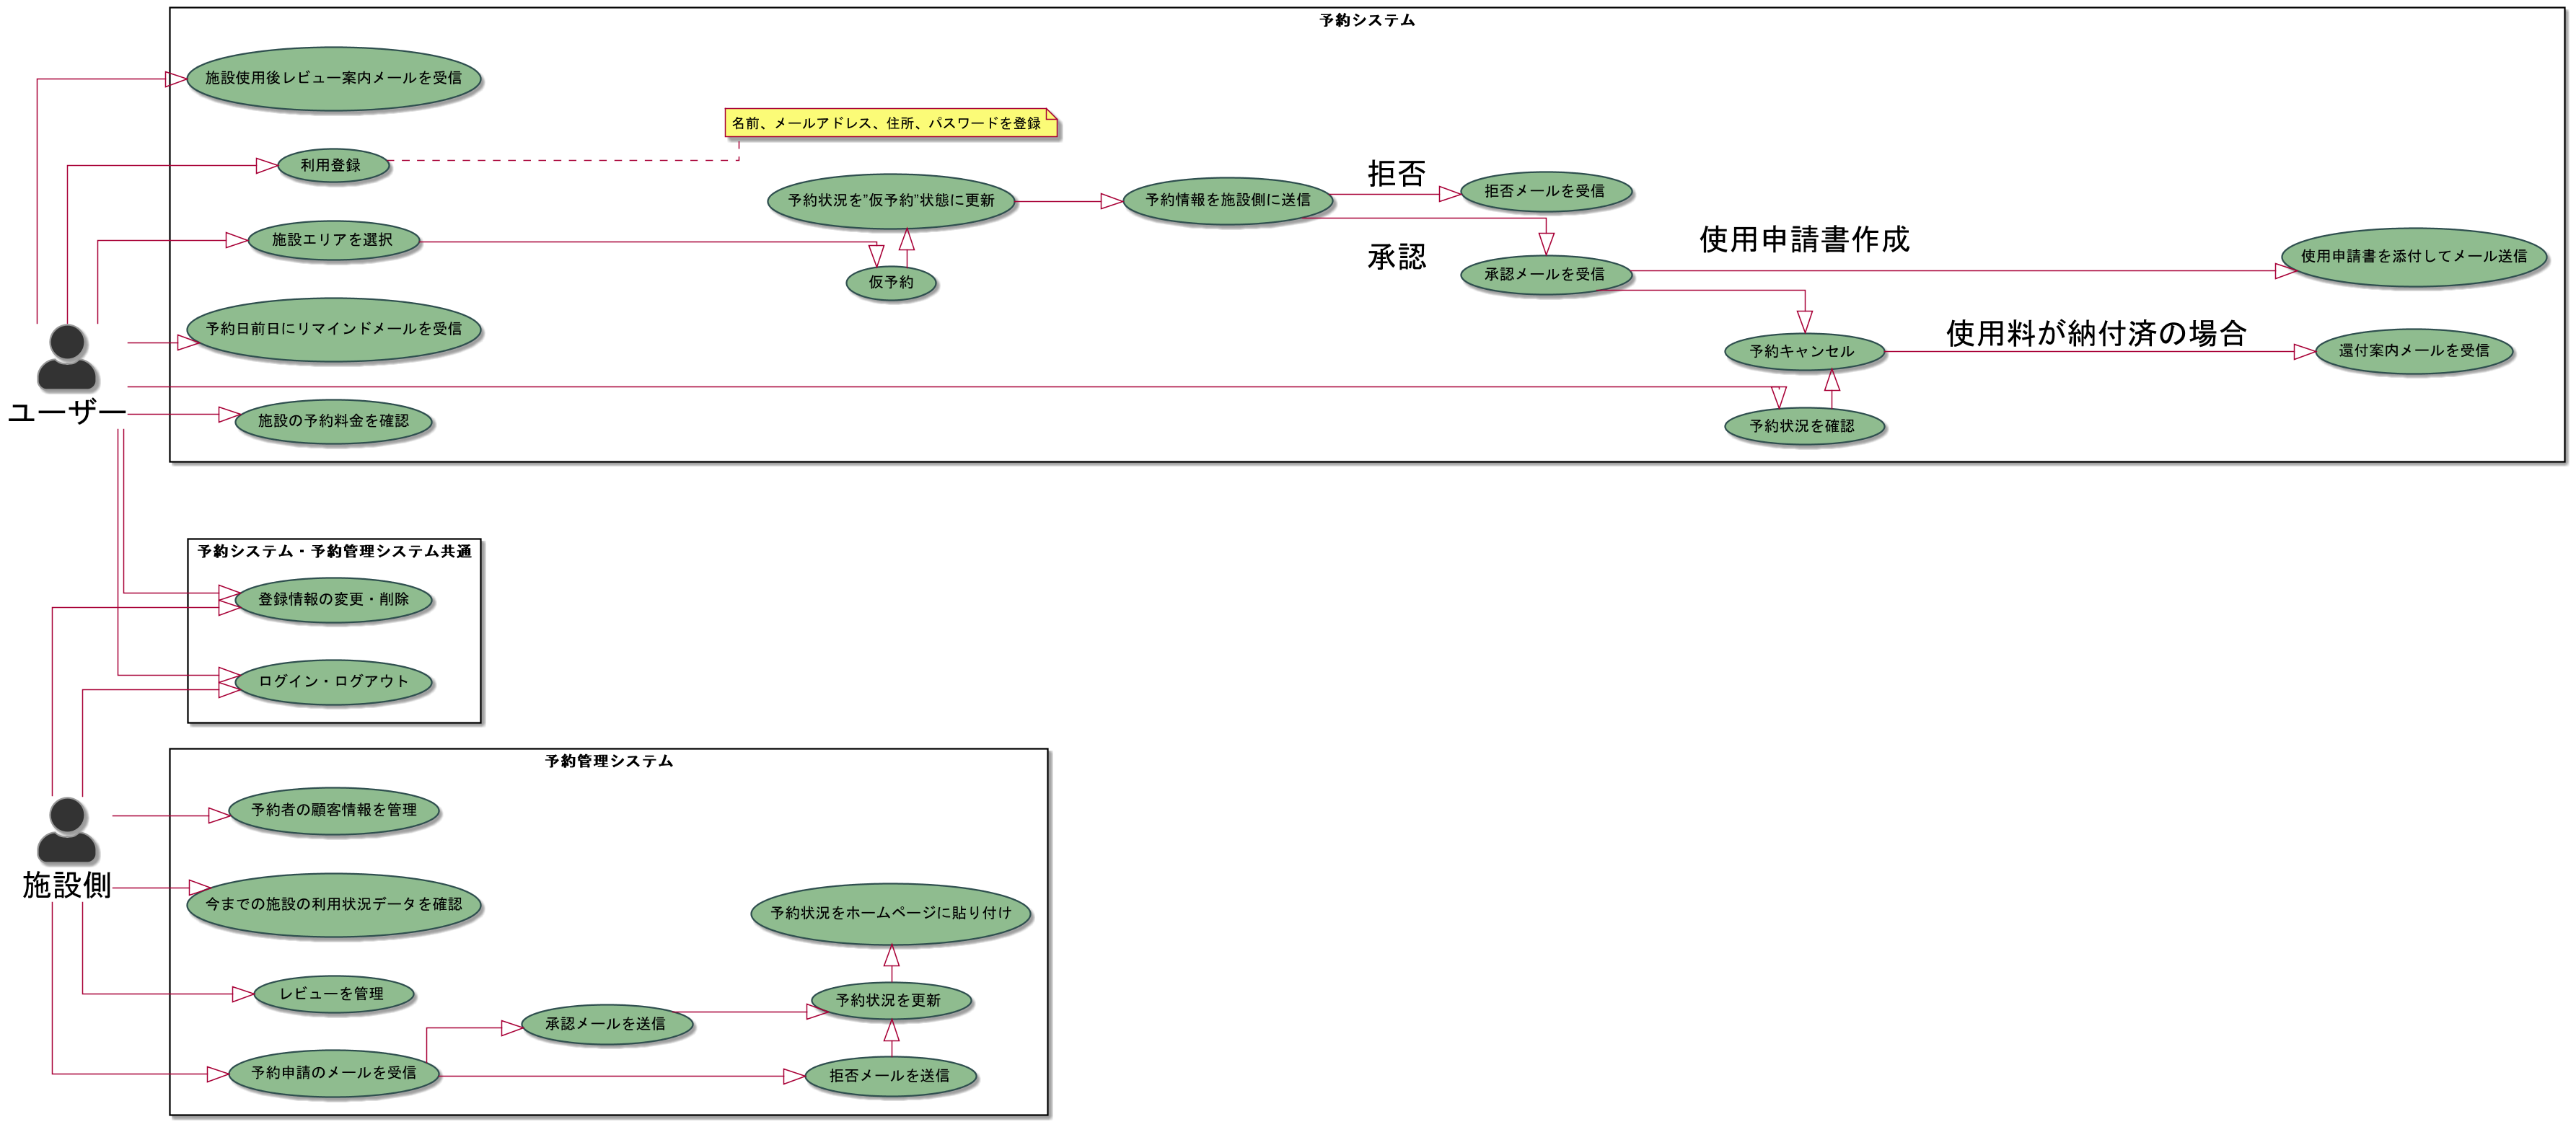 予約システム
施設使用後レビュー案内メールを受信
名前、メールアドレス、住所、パスワードを登録
利用登録
拒否
予約状況を"仮予約"状態に更新
予約情報を施設側に送信
拒否メールを受信
施設エリアを選択
使用申請書作成
承認
仮予約
承認メールを受信
使用申請書を添付してメール送信
予約日前日にリマインドメールを受信
使用料が納付済の場合
予約キャンセル
還付案内メールを受信
ユーザー
施設の予約料金を確認
予約状況を確認
予約システム・予約管理システム共通
登録情報の変更・削除
ログイン・ログアウト
予約管理システム
予約者の顧客情報を管理
施設側
今までの施設の利用状況データを確認
予約状況をホームページに貼り付け
レビューを管理
予約状況を更新
承認メールを送信
予約申請のメールを受信
拒否メールを送信